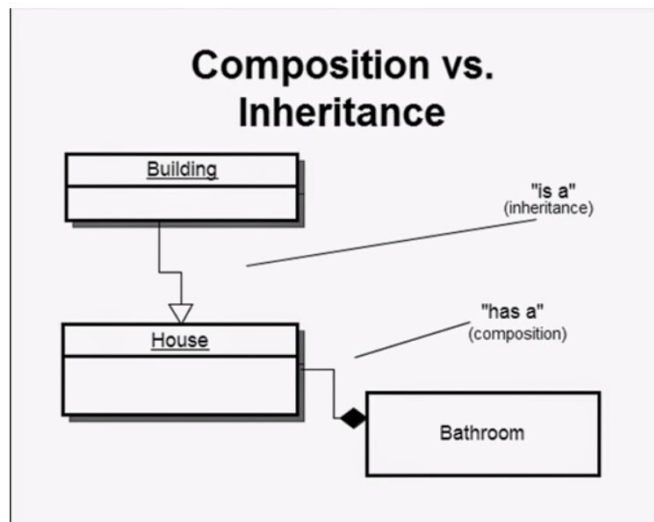 Composition vs.
Inheritance
Building
"is a"
(inheritance)
"has a"
(composition)
House
Bathroom